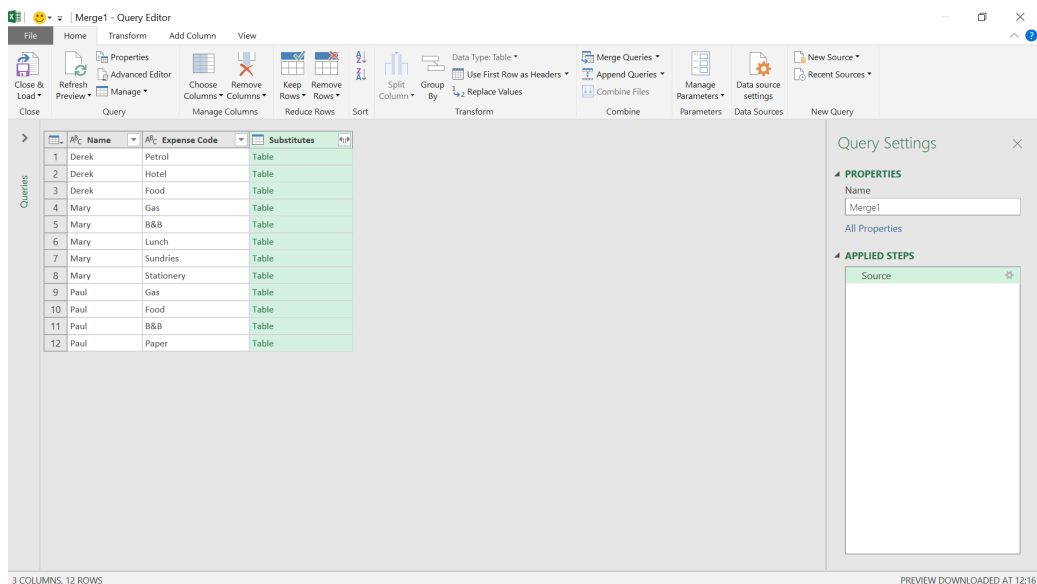 Merge1 - Query Editor
File Home Transform Add Column View
Close & Load
Refresh Preview
Properties
Advanced Editor
Manage
Choose Columns
Remove Columns
Keep Rows
Remove Rows
Split Column
Group By
Data Type: Table
Use First Row as Headers
1 2 Replace Values
Merge Queries
Append Queries
Combine Files
Manage Parameters
Data source settings
New Source
Recent Sources
Close Query Manage Columns Reduce Rows Sort Transform Combine Parameters Data Sources New Query
Queries
ABC Name ABC Expense Code Substitutes
1 Derek Petrol Table
2 Derek Hotel Table
3 Derek Food Table
4 Mary Gas Table
5 Mary B&B Table
6 Mary Lunch Table
7 Mary Sundries Table
8 Mary Stationery Table
9 Paul Gas Table
10 Paul Food Table
11 Paul B&B Table
12 Paul Paper Table
Query Settings
PROPERTIES
Name
Merge1
All Properties
APPLIED STEPS
Source
3 COLUMNS, 12 ROWS
PREVIEW DOWNLOADED AT 12:16